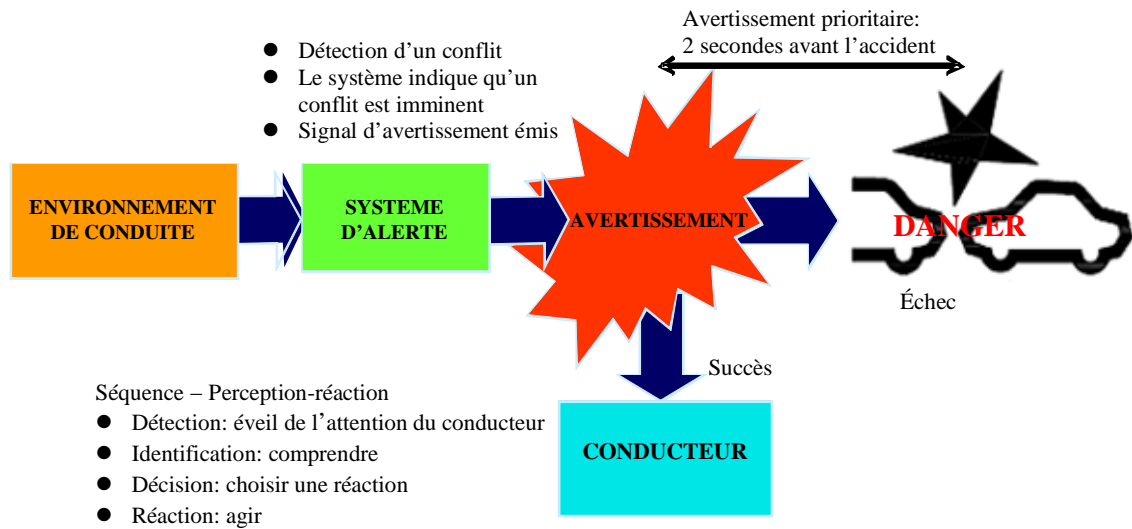 Avertissement prioritaire:
2 secondes avant l’accident
● Détection d’un conflit
● Le système indique qu’un
conflit est imminent
● Signal d’avertissement émis
ENVIRONNEMENT
DE CONDUITE
SYSTEME
D’ALERTE
AVERTISSEMENT
DANGER
Échec
Succès
Séquence – Perception-réaction
● Détection: éveil de l’attention du conducteur
● Identification: comprendre
● Décision: choisir une réaction
● Réaction: agir
CONDUCTEUR